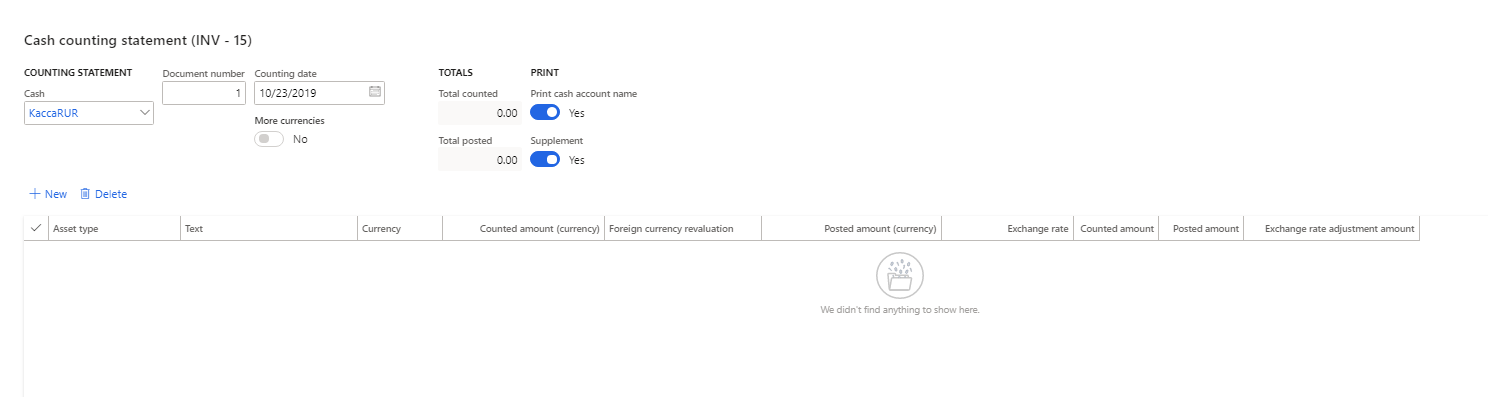 Cash counting statement (INV - 15)
COUNTING STATEMENT
Cash
KaccaRUR
Document number
1
Counting date
10/23/2019
More currencies
No
TOTALS
Total counted
0.00
Total posted
0.00
PRINT
Print cash account name
Yes
Supplement
Yes
New Delete
Asset type Text Currency Counted amount (currency) Foreign currency revaluation Posted amount (currency) Exchange rate Counted amount Posted amount Exchange rate adjustment amount
We didn't find anything to show here.